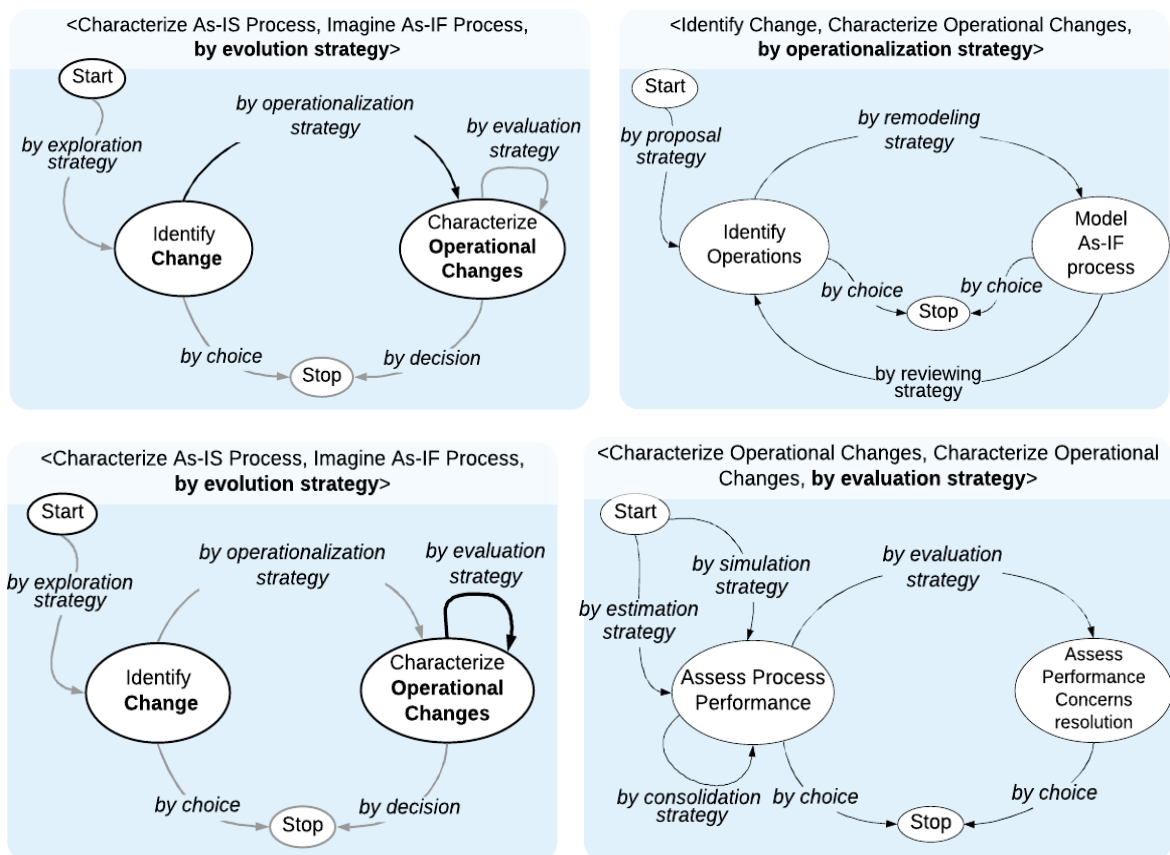 <Characterize As-IS Process, Imagine As-IF Process,
by evolution strategy>
Start
by operationalization
strategy
by evaluation
strategy
by exploration
strategy
Identify
Change
Characterize
Operational
Changes
by choice
by decision
Stop
<Identify Change, Characterize Operational Changes,
by operationalization strategy>
Start
by proposal
strategy
by remodeling
strategy
Identify
Operations
Model
As-IF
process
by choice
by choice
Stop
by reviewing
strategy
<Characterize As-IS Process, Imagine As-IF Process,
by evolution strategy>
Start
by operationalization
strategy
by evaluation
strategy
by exploration
strategy
Identify
Change
Characterize
Operational
Changes
by choice
by decision
Stop
<Characterize Operational Changes, Characterize Operational
Changes, by evaluation strategy>
Start
by simulation
strategy
by evaluation
strategy
by estimation
strategy
Assess Process
Performance
Assess
Performance
Concerns
resolution
by consolidation
strategy
by choice
by choice
Stop